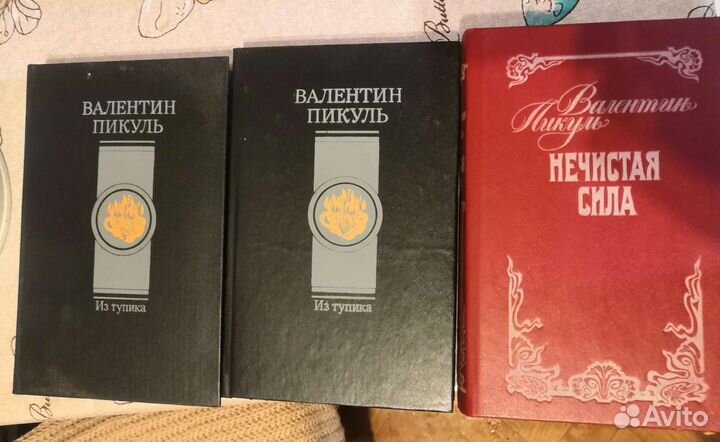 ВАЛЕНТИН
ПИКУЛЬ
Из тупика
ВАЛЕНТИН
ПИКУЛЬ
Из тупика
Валентин
Пикуль
НЕЧИСТАЯ
СИЛА
Avito